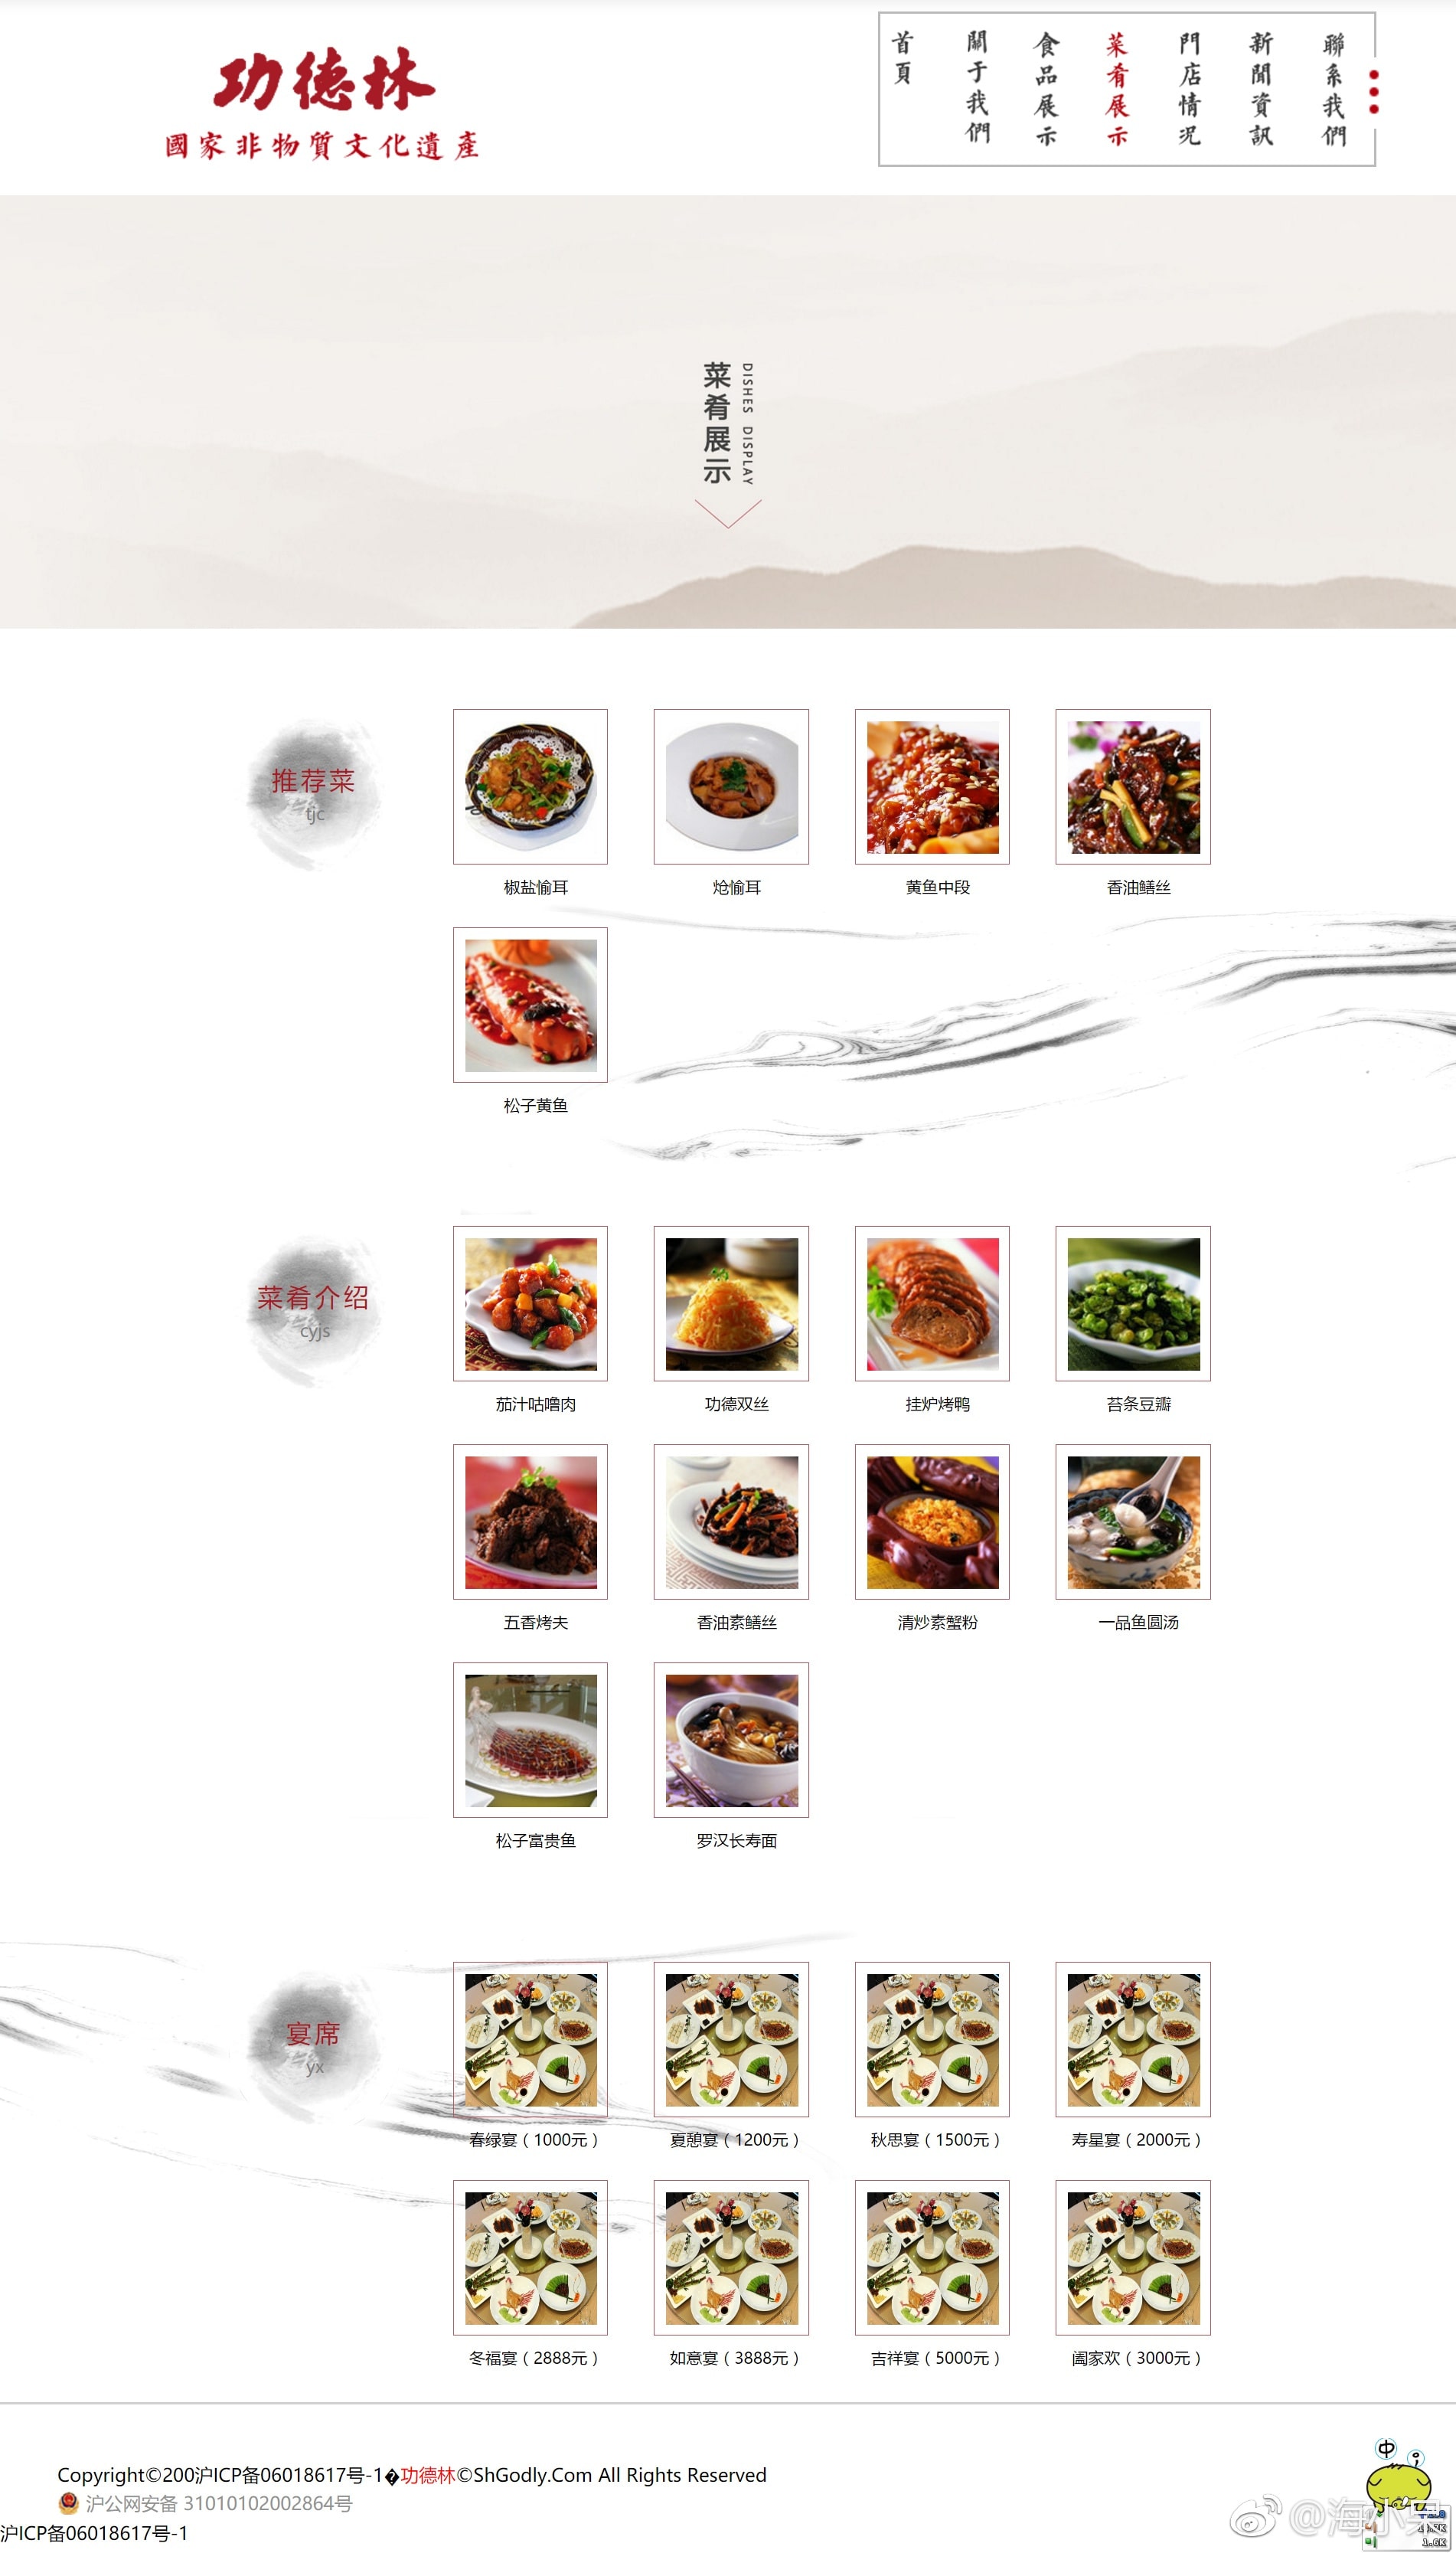 功德林
國家非物質文化遺產
首頁
關于我們
食品展示
菜肴展示
門店情况
新聞資訊
聯系我們
菜肴展示
DISHES DISPLAY
推荐菜
tjc
椒盐愉耳
炝愉耳
黄鱼中段
香油鳝丝
松子黄鱼
菜肴介绍
cyjs
茄汁咕噜肉
功德双丝
挂炉烤鸭
苔条豆瓣
五香烤夫
香油素鳝丝
清炒素蟹粉
一品鱼圆汤
松子富贵鱼
罗汉长寿面
宴席
yx
春绿宴（1000元）
夏憩宴（1200元）
秋思宴（1500元）
寿星宴（2000元）
冬福宴（2888元）
如意宴（3888元）
吉祥宴（5000元）
阖家欢（3000元）
Copyright©200沪ICP备06018617号-1�功德林©ShGodly.Com All Rights Reserved
沪公网安备 31010102002864号
沪ICP备06018617号-1
中
@海小呆
1.6K